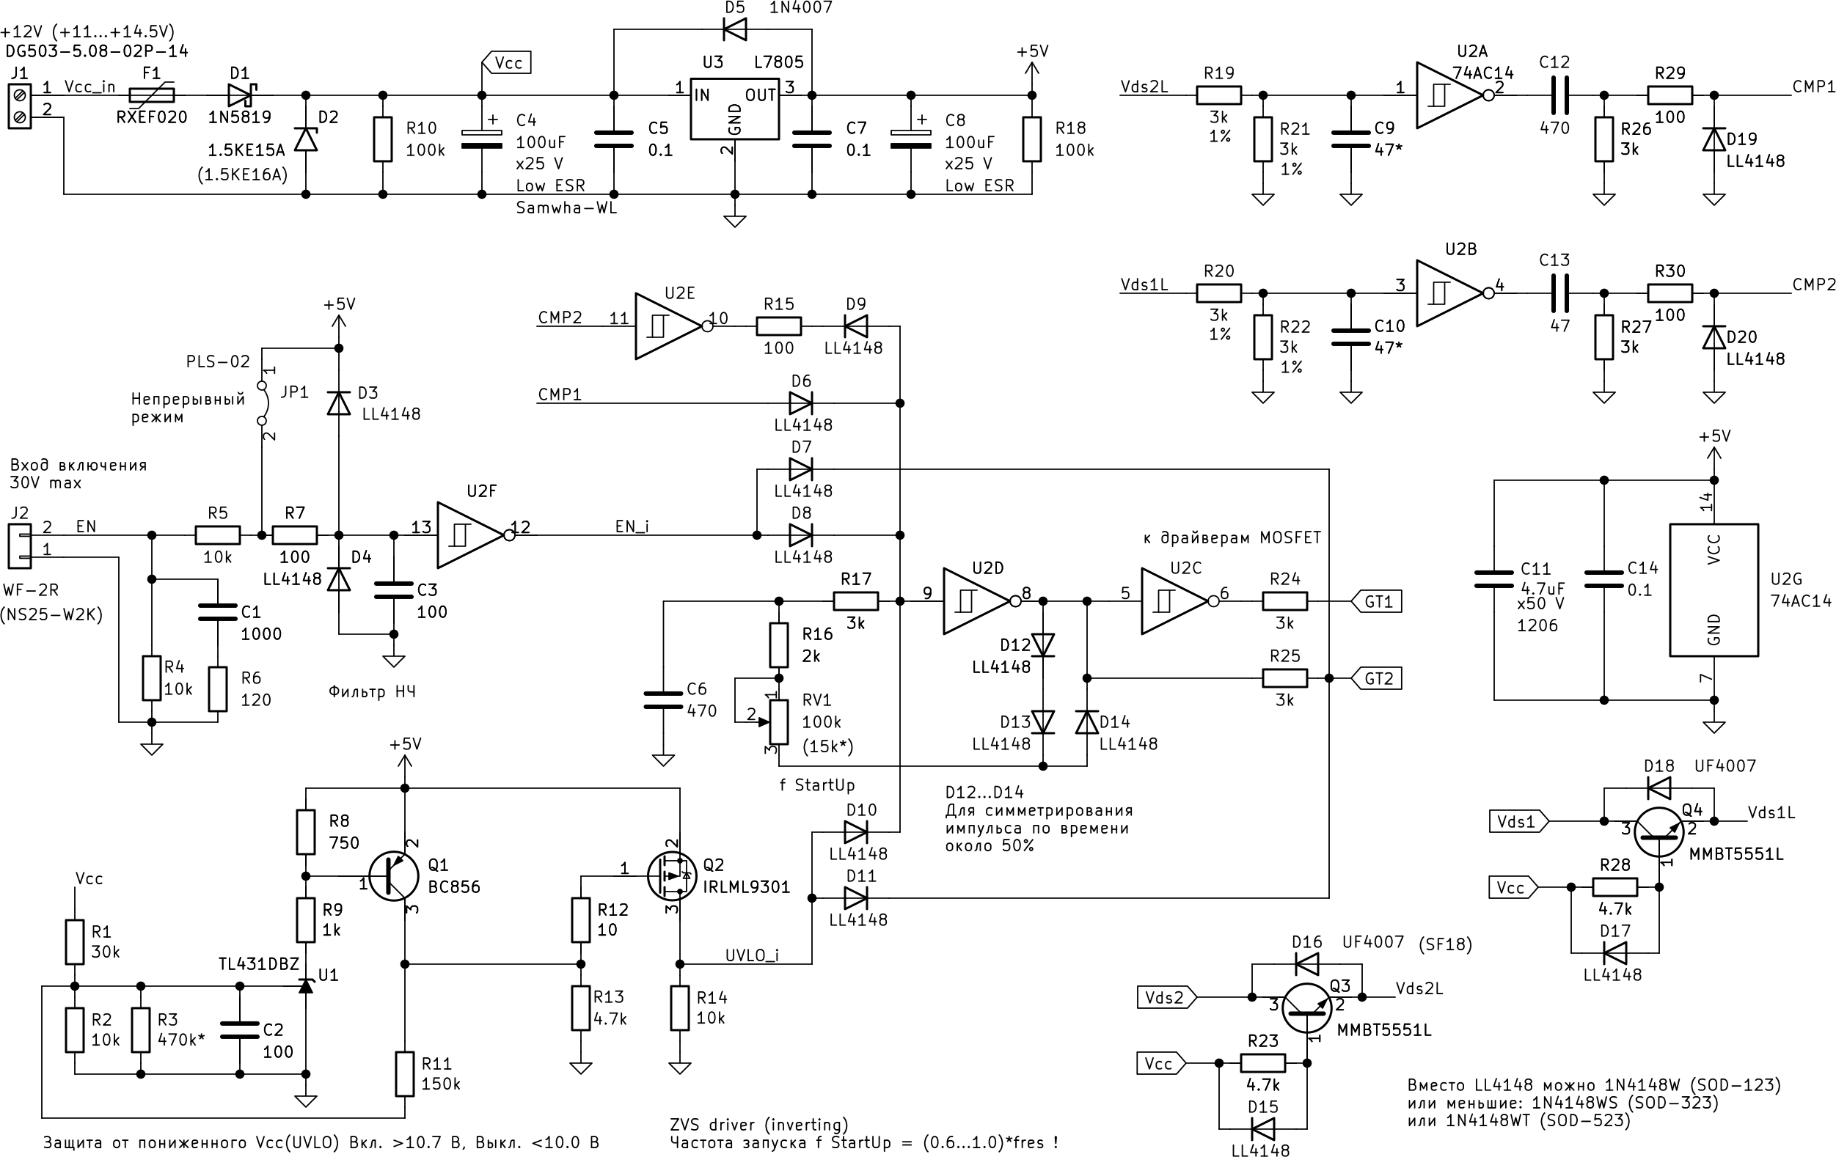 +12V (+11...+14.5V)
DG503-5.08-02P-14
J1
1
2
Vcc_in
F1
RXEF020
D1
1N5819
D2
1.5KE15A
(1.5KE16A)
R10
100k
Vcc
C4
100uF
x25 V
Low ESR
Samwha-WL
+
C5
0.1
D5
1N4007
U3
L7805
1
IN
OUT
3
GND
2
C7
0.1
+
C8
100uF
x25 V
Low ESR
+5V
R18
100k
Vds2L
R19
3k
1%
R21
3k
1%
C9
47*
U2A
74AC14
1
2
C12
470
R26
3k
R29
100
D19
LL4148
CMP1
Vds1L
R20
3k
1%
R22
3k
1%
C10
47*
U2B
3
4
C13
47
R27
3k
R30
100
D20
LL4148
CMP2
CMP2
11
U2E
10
R15
100
D9
LL4148
CMP1
D6
LL4148
D7
LL4148
D8
LL4148
+5V
PLS-02
1
JP1
2
Непрерывный
режим
D3
LL4148
Вход включения
30V max
J2
2
1
EN
WF-2R
(NS25-W2K)
R5
10k
R7
100
LL4148
D4
C3
100
C1
1000
R4
10k
R6
120
Фильтр НЧ
U2F
13
12
EN_i
R17
3k
R16
2k
C6
470
1
2
3
RV1
100k
(15k*)
f StartUp
9
U2D
8
D12
LL4148
D13
LL4148
D14
LL4148
D12...D14
Для симметрирования
импульса по времени
около 50%
к драйверам MOSFET
5
U2C
6
R24
3k
GT1
R25
3k
GT2
+5V
C11
4.7uF
x50 V
1206
C14
0.1
14
VCC
GND
7
U2G
74AC14
+5V
R8
750
R9
1k
1
2
3
Q1
BC856
Vcc
R1
30k
TL431DBZ
U1
R2
10k
R3
470k*
C2
100
R11
150k
R12
10
R13
4.7k
1
2
3
Q2
IRLML9301
UVLO_i
R14
10k
D10
LL4148
D11
LL4148
D18
UF4007
Vds1
3
Q4
2
Vds1L
MMBT5551L
1
Vcc
R28
4.7k
D17
LL4148
D16
UF4007
(SF18)
Vds2
3
Q3
2
Vds2L
MMBT5551L
1
Vcc
R23
4.7k
D15
LL4148
Вместо LL4148 можно 1N4148W (SOD-123)
или меньшие: 1N4148WS (SOD-323)
или 1N4148WT (SOD-523)
Защита от пониженного Vcc(UVLO) Вкл. >10.7 В, Выкл. <10.0 В
ZVS driver (inverting)
Частота запуска f StartUp = (0.6...1.0)*fres !